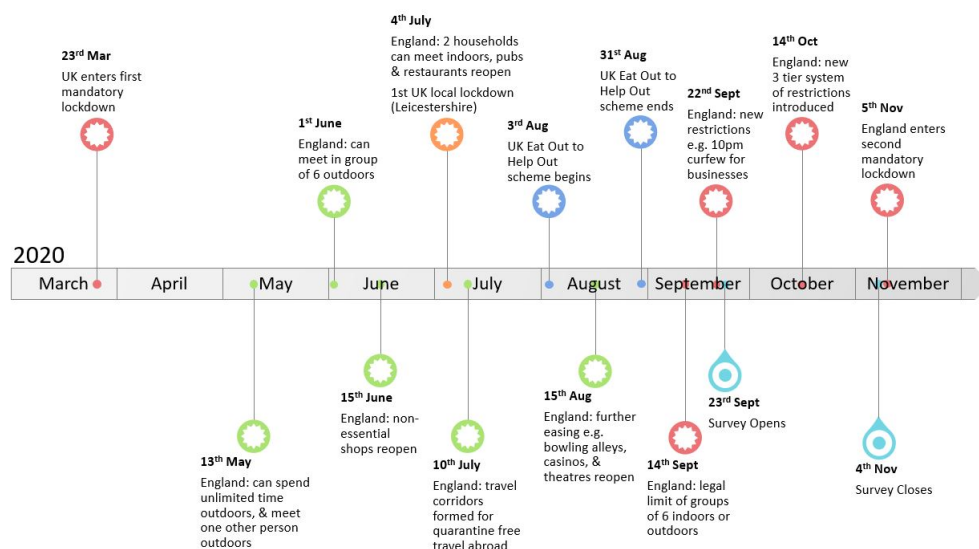 23rd Mar
UK enters first
mandatory
lockdown
1st June
England: can
meet in group
of 6 outdoors
4th July
England: 2 households
can meet indoors, pubs
& restaurants reopen
1st UK local lockdown
(Leicestershire)
3rd Aug
UK Eat Out to
Help Out
scheme begins
31st Aug
UK Eat Out to
Help Out
scheme ends
22nd Sept
England: new
restrictions
e.g. 10pm
curfew for
businesses
14th Oct
England: new
3 tier system
of restrictions
introduced
5th Nov
England enters
second
mandatory
lockdown
2020
March
April
May
June
July
August
September
October
November
13th May
England: can spend
unlimited time
outdoors, & meet
one other person
outdoors
15th June
England: non-
essential
shops reopen
10th July
England: travel
corridors
formed for
quarantine free
travel abroad
15th Aug
England: further
easing e.g.
bowling alleys,
casinos, &
theatres reopen
14th Sept
England: legal
limit of groups
of 6 indoors or
outdoors
23rd Sept
Survey Opens
4th Nov
Survey Closes